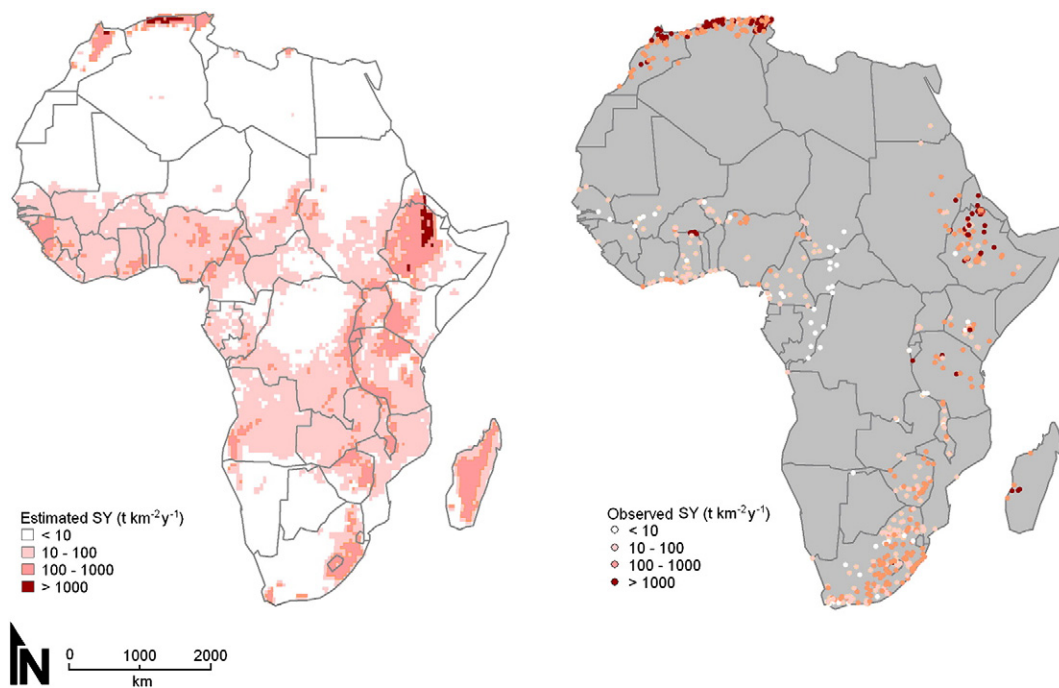 Estimated SY (t km⁻²y⁻¹)
< 10
10 - 100
100 - 1000
> 1000
Observed SY (t km⁻²y⁻¹)
< 10
10 - 100
100 - 1000
> 1000
N
0 1000 2000
km